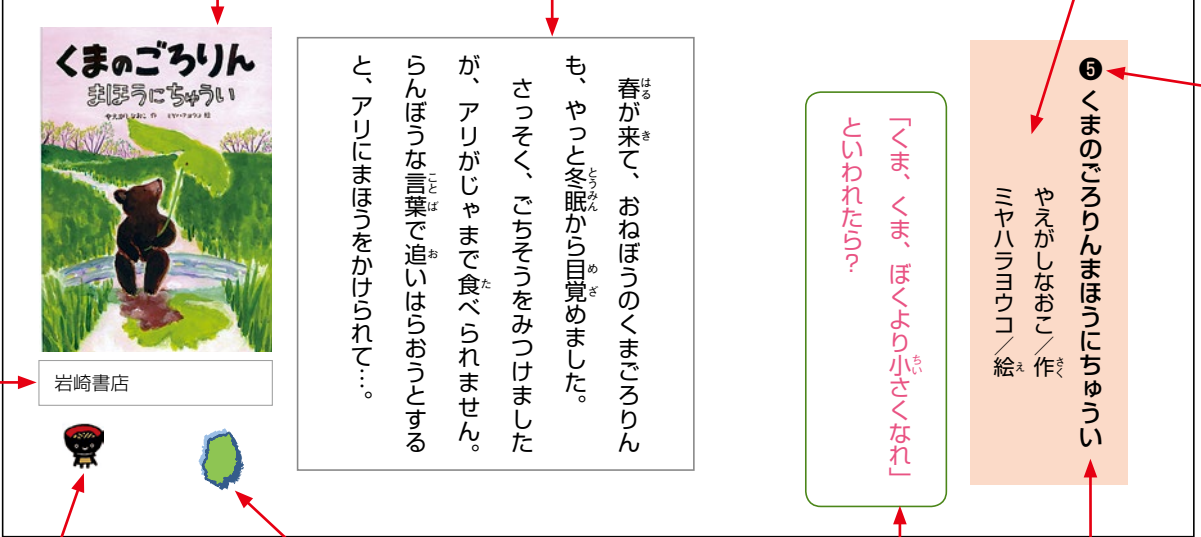 ❺ くまのごろりんまほうにちゅうい
やえがしなおこ／作
ミヤハラヨウコ／絵
「くま、くま、ぼくより小さくなれ」
といわれたら？
春が来て、おねぼうのくまごろりん
も、やっと冬眠から目覚めました。
さっそく、ごちそうをみつけました
が、アリがじゃまで食べられません。
らんぼうな言葉で追いはらおうとする
と、アリにまほうをかけられて…。
くまのごろりん
まほうにちゅうい
やえがしなおこ 作 ミヤハラヨウコ 絵
岩崎書店